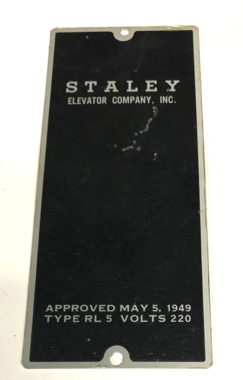 STALEY
ELEVATOR COMPANY, INC.
APPROVED MAY 5, 1949
TYPE RL 5 VOLTS 220